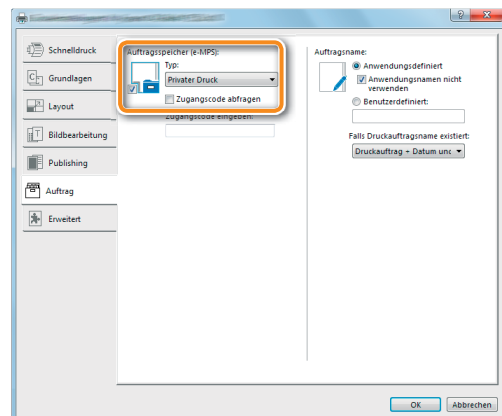 Schnelldruck
Grundlagen
Layout
Bildbearbeitung
Publishing
Auftrag
Erweitert
Auftragsspeicher (e-MPS):
Typ:
Privater Druck
Zugangscode abfragen
Zugangscode eingeben:
Auftragsname:
Anwendungsdefiniert
Anwendungsnamen nicht
verwenden
Benutzerdefiniert:
Falls Druckauftragsname existiert:
Druckauftrag + Datum unc
OK
Abbrechen